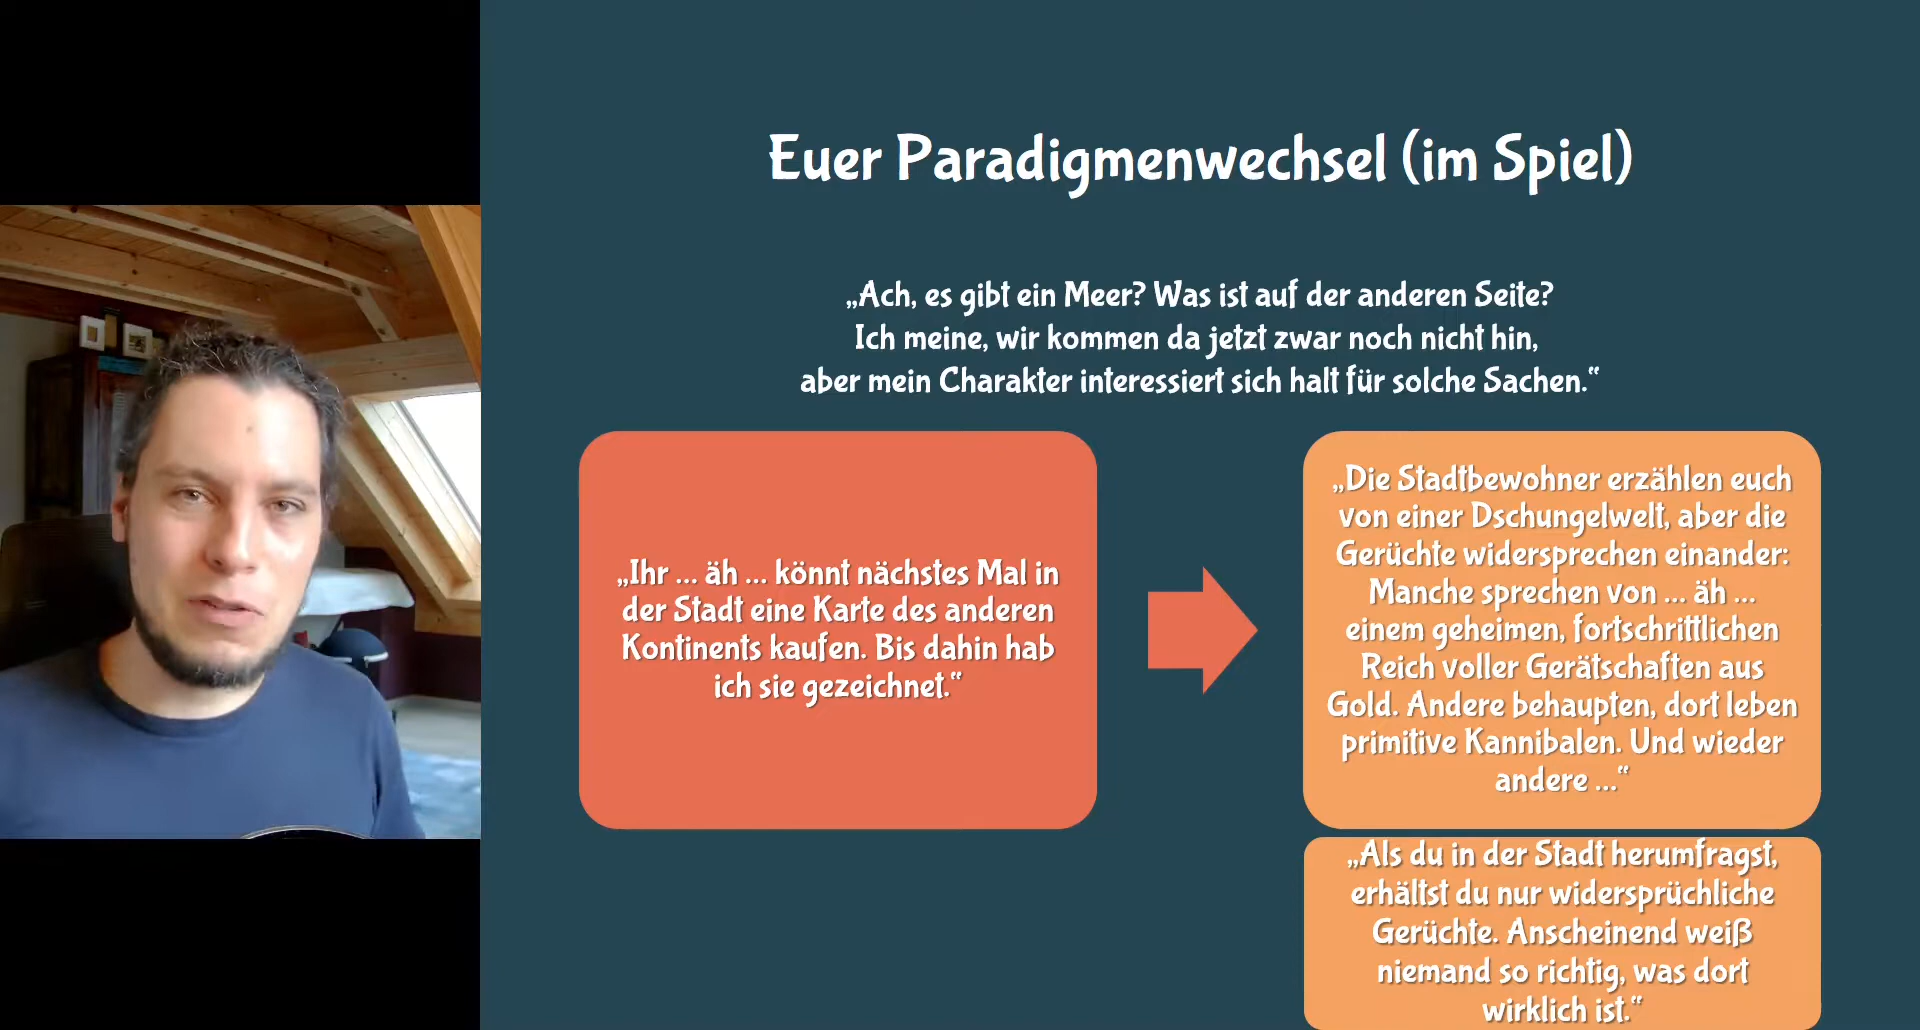 Euer Paradigmenwechsel (im Spiel)
„Ach, es gibt ein Meer? Was ist auf der anderen Seite?
Ich meine, wir kommen da jetzt zwar noch nicht hin,
aber mein Charakter interessiert sich halt für solche Sachen.“
„Ihr ... äh ... könnt nächstes Mal in
der Stadt eine Karte des anderen
Kontinents kaufen. Bis dahin hab
ich sie gezeichnet.“
„Die Stadtbewohner erzählen euch
von einer Dschungelwelt, aber die
Gerüchte widersprechen einander:
Manche sprechen von ... äh ...
einem geheimen, fortschrittlichen
Reich voller Gerätschaften aus
Gold. Andere behaupten, dort leben
primitive Kannibalen. Und wieder
andere ...“
„Als du in der Stadt herumfragst,
erhältst du nur widersprüchliche
Gerüchte. Anscheinend weiß
niemand so richtig, was dort
wirklich ist.“